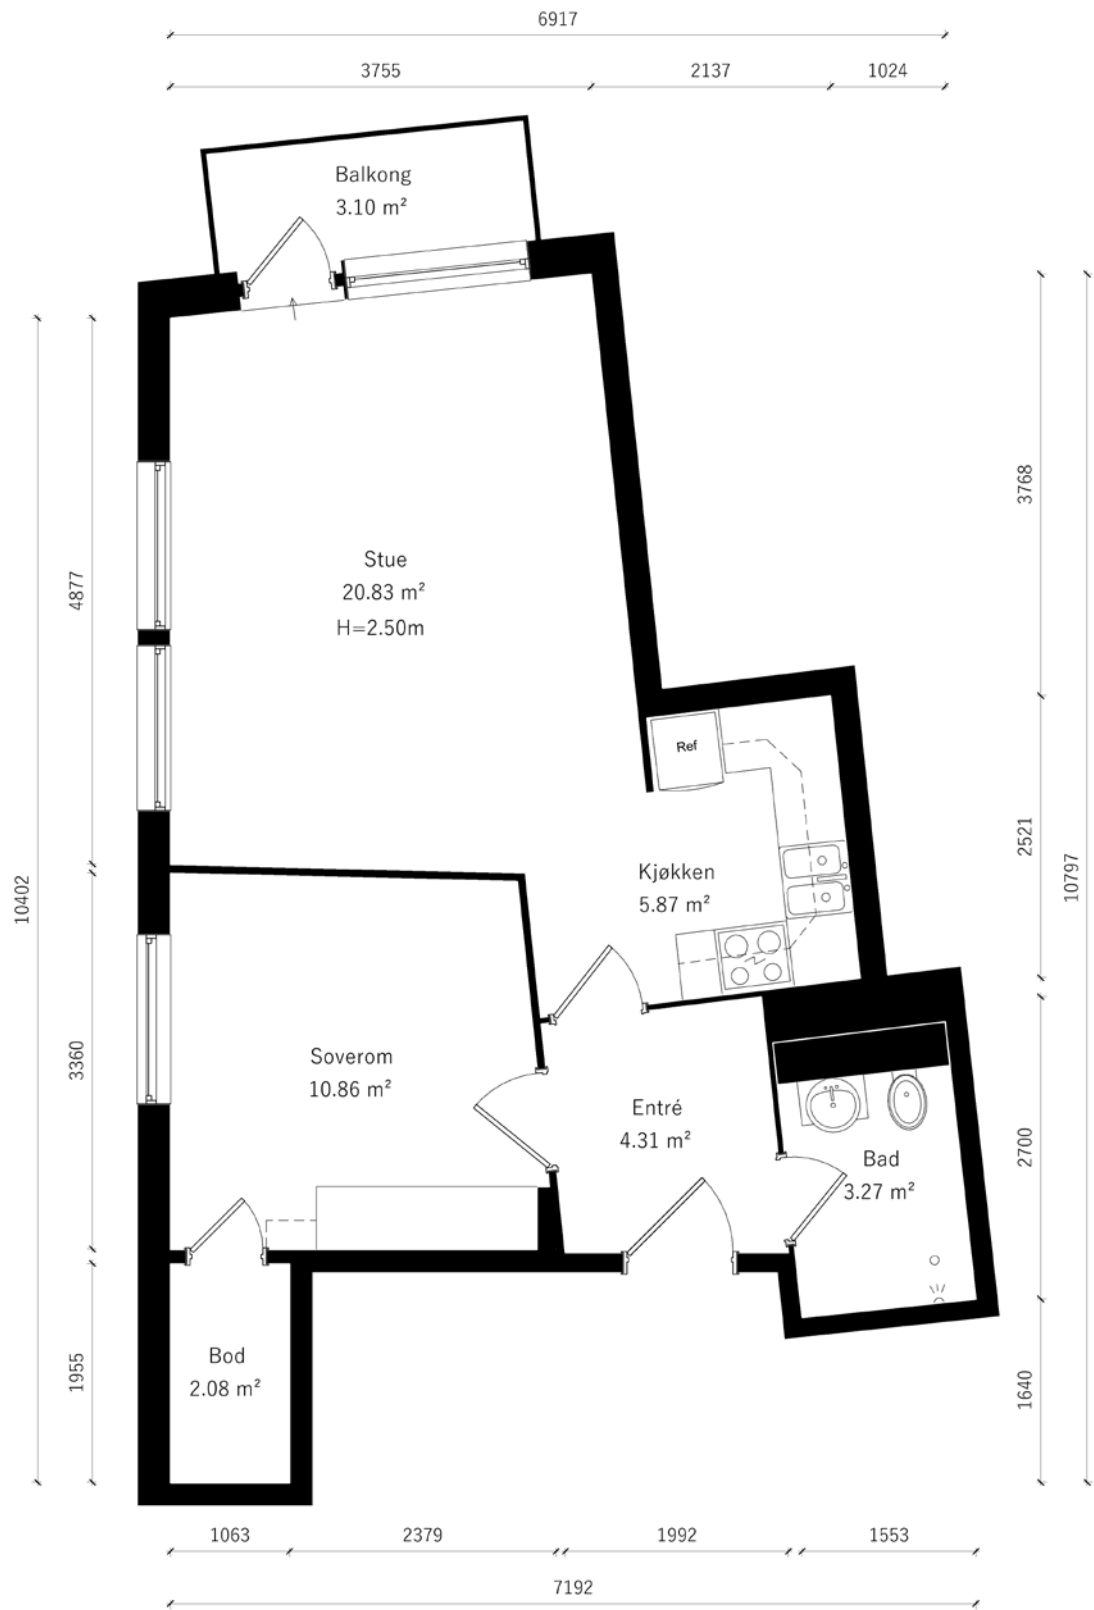 6917
3755
2137
1024
Balkong
3.10 m²
3768
4877
Stue
20.83 m²
H=2.50m
Ref
2521
10797
10402
Kjøkken
5.87 m²
3360
Soverom
10.86 m²
Entré
4.31 m²
2700
Bad
3.27 m²
1955
Bod
2.08 m²
1640
1063
2379
1992
1553
7192